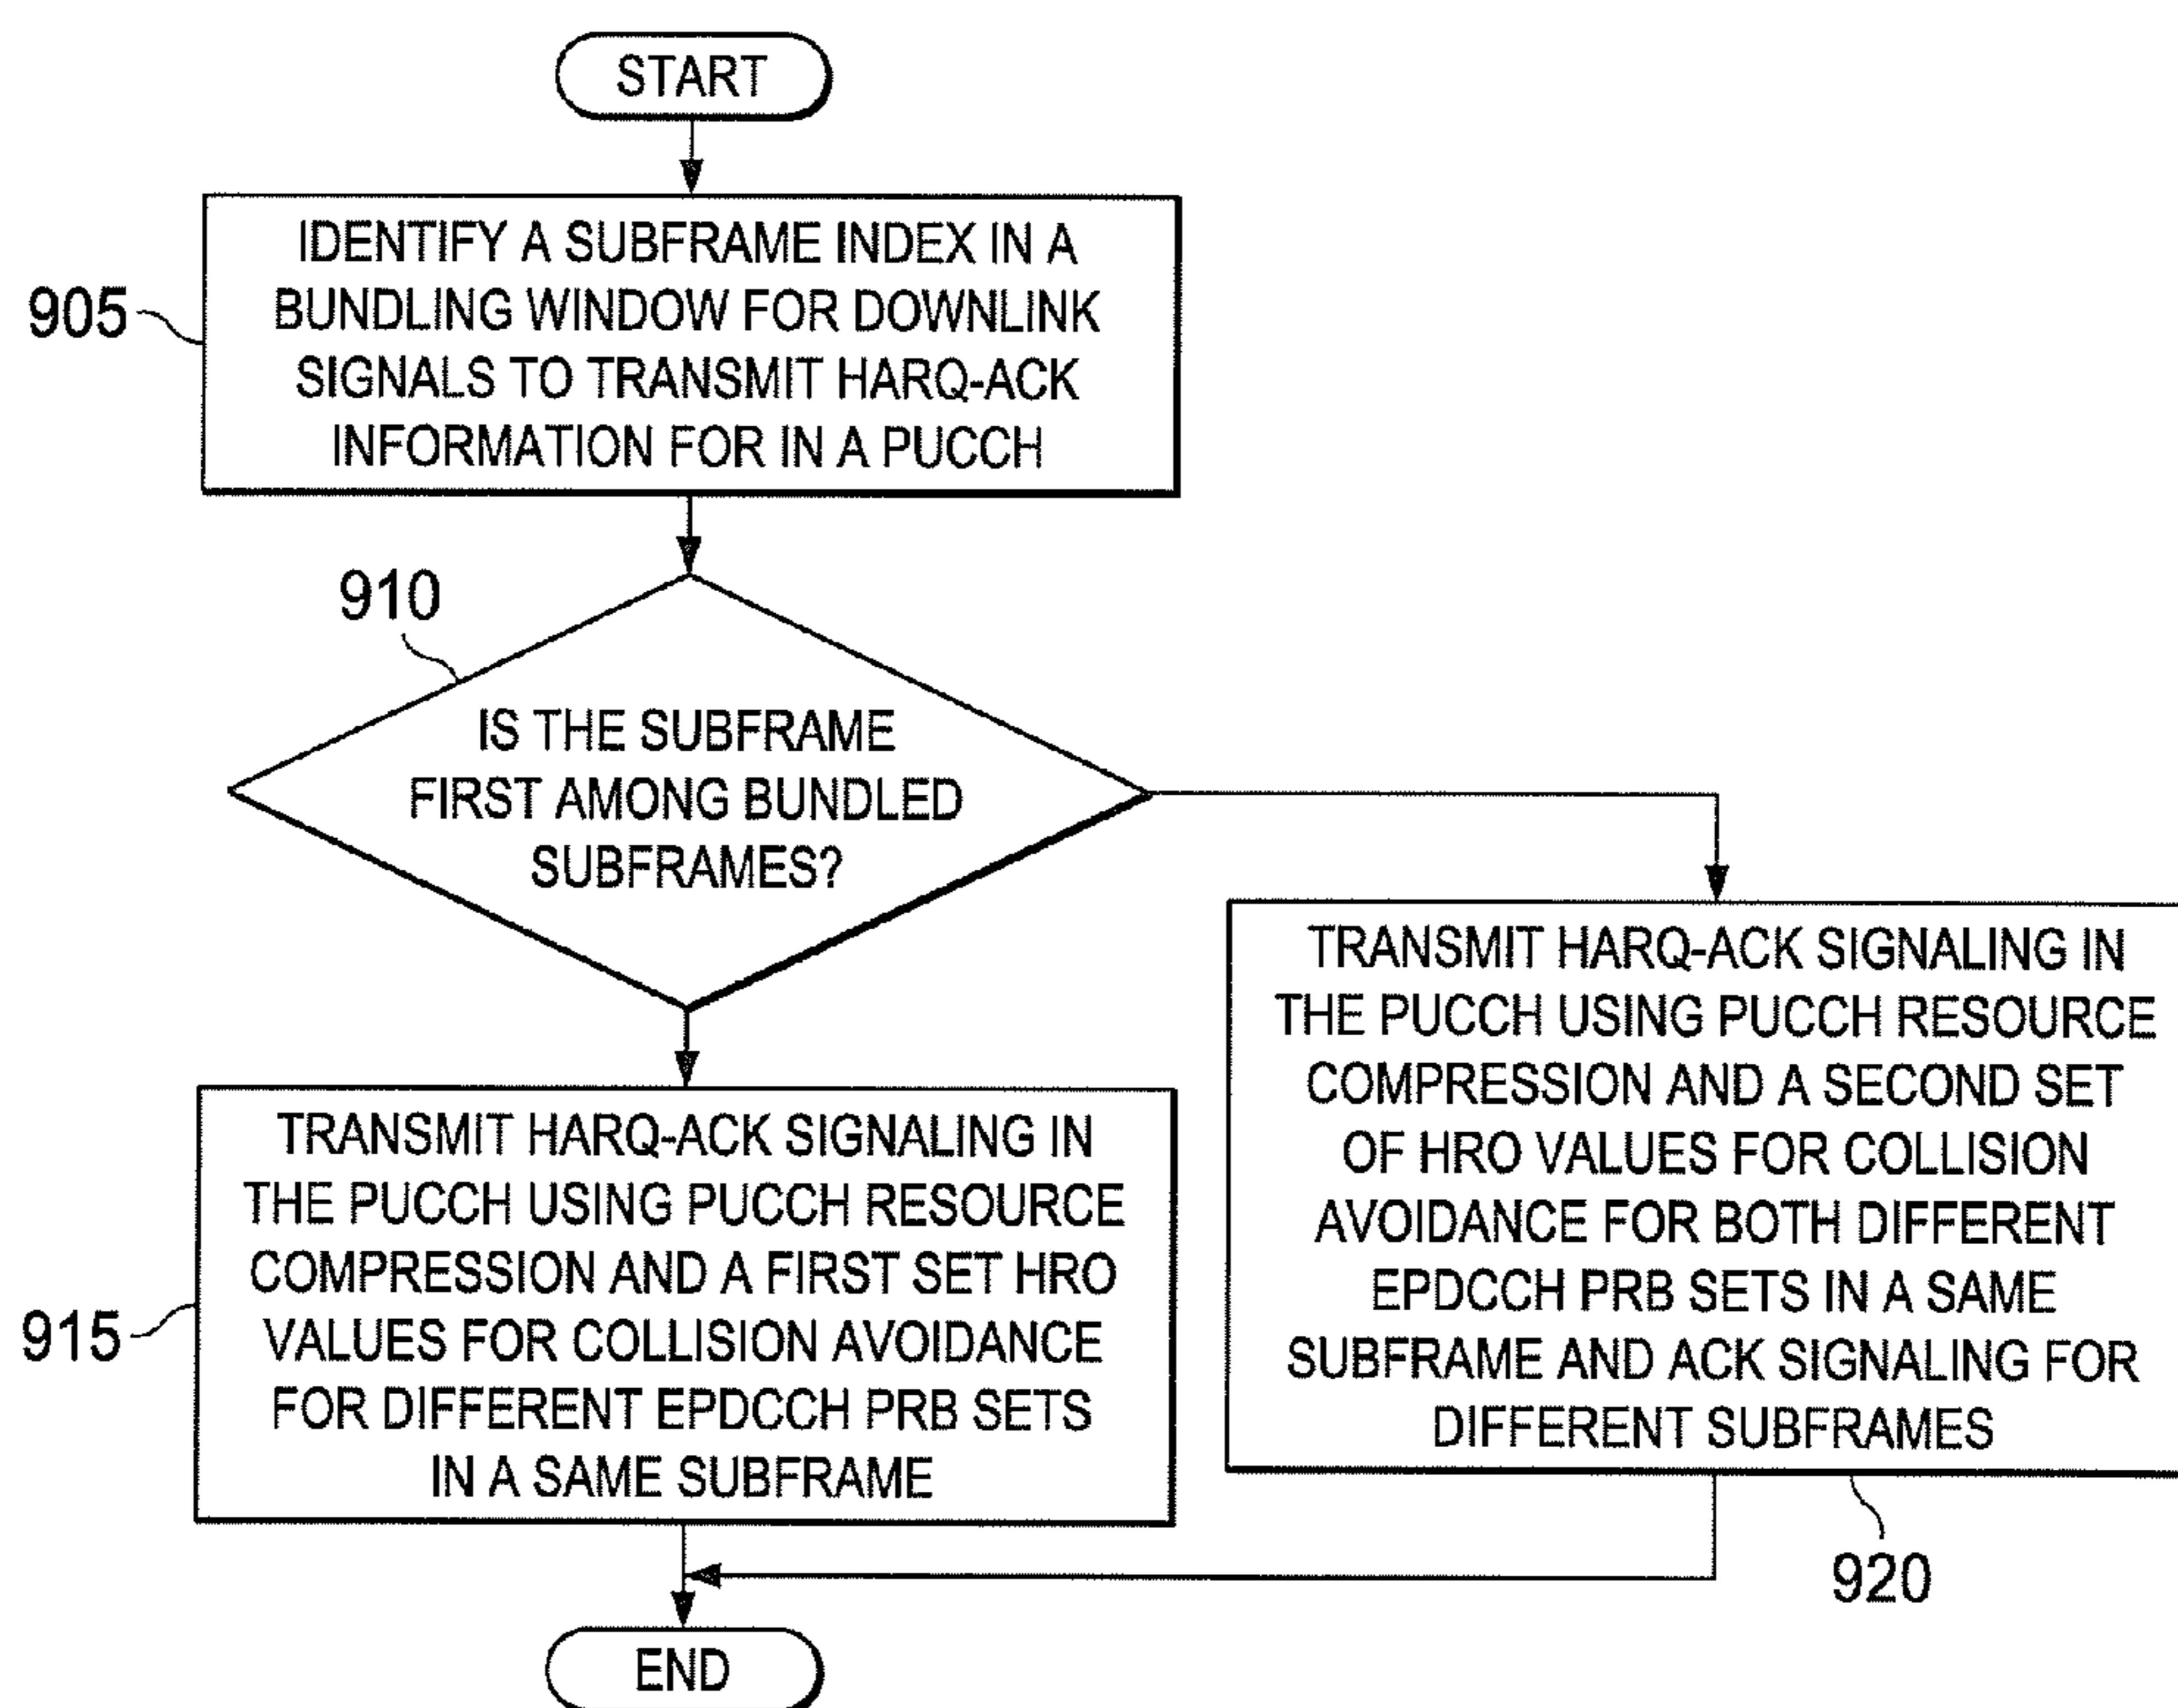 START
IDENTIFY A SUBFRAME INDEX IN A
BUNDLING WINDOW FOR DOWNLINK
SIGNALS TO TRANSMIT HARQ-ACK
INFORMATION FOR IN A PUCCH
905
910
IS THE SUBFRAME
FIRST AMONG BUNDLED
SUBFRAMES?
TRANSMIT HARQ-ACK SIGNALING IN
THE PUCCH USING PUCCH RESOURCE
COMPRESSION AND A FIRST SET HRO
VALUES FOR COLLISION AVOIDANCE
FOR DIFFERENT EPDCCH PRB SETS
IN A SAME SUBFRAME
915
TRANSMIT HARQ-ACK SIGNALING IN
THE PUCCH USING PUCCH RESOURCE
COMPRESSION AND A SECOND SET
OF HRO VALUES FOR COLLISION
AVOIDANCE FOR BOTH DIFFERENT
EPDCCH PRB SETS IN A SAME
SUBFRAME AND ACK SIGNALING FOR
DIFFERENT SUBFRAMES
920
END